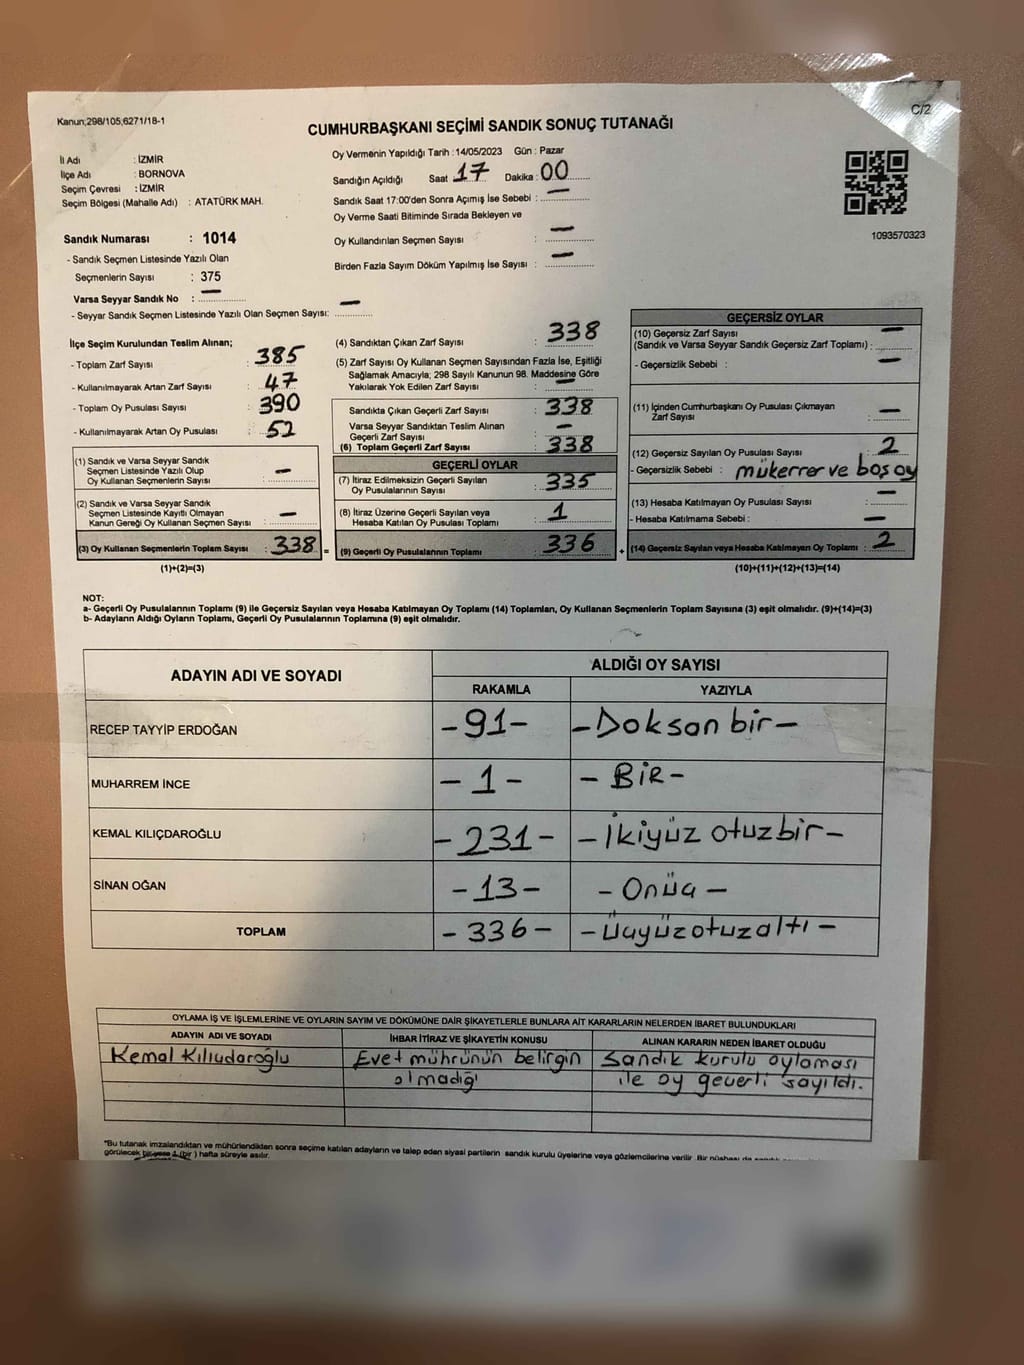 Kanun;298/105;6271/18-1
C/2
CUMHURBAŞKANI SEÇİMİ SANDIK SONUÇ TUTANAĞI
İl Adı : İZMİR
İlçe Adı : BORNOVA
Seçim Çevresi : İZMİR
Seçim Bölgesi (Mahalle Adı) : ATATÜRK MAH.
Oy Vermenin Yapıldığı Tarih :14/05/2023 Gün : Pazar
Sandığın Açıldığı Saat : 17 Dakika : 00
Sandık Saat 17:00'den Sonra Açımış İse Sebebi : —
Oy Verme Saati Bitiminde Sırada Bekleyen ve
Oy Kullandırılan Seçmen Sayısı : —
Birden Fazla Sayım Döküm Yapılmış İse Sayısı : —
1093570323
Sandık Numarası : 1014
- Sandık Seçmen Listesinde Yazılı Olan
Seçmenlerin Sayısı : 375
Varsa Seyyar Sandık No : —
- Seyyar Sandık Seçmen Listesinde Yazılı Olan Seçmen Sayısı: —
İlçe Seçim Kurulundan Teslim Alınan;
- Toplam Zarf Sayısı : 385
- Kullanılmayarak Artan Zarf Sayısı : 47
- Toplam Oy Pusulası Sayısı : 390
- Kullanılmayarak Artan Oy Pusulası : 52
(1) Sandık ve Varsa Seyyar Sandık
Seçmen Listesinde Yazılı Olup
Oy Kullanan Seçmenlerin Sayısı : —
(2) Sandık ve Varsa Seyyar Sandık
Seçmen Listesinde Kayıtlı Olmayan
Kanun Gereği Oy Kullanan Seçmen Sayısı : —
(3) Oy Kullanan Seçmenlerin Toplam Sayısı : 338 =
(1)+(2)=(3)
(4) Sandıktan Çıkan Zarf Sayısı : 338
(5) Zarf Sayısı Oy Kullanan Seçmen Sayısından Fazla İse, Eşitliği
Sağlamak Amacıyla; 298 Sayılı Kanunun 98. Maddesine Göre
Yakılarak Yok Edilen Zarf Sayısı : —
Sandıkta Çıkan Geçerli Zarf Sayısı : 338
Varsa Seyyar Sandıktan Teslim Alınan
Geçerli Zarf Sayısı : —
(6) Toplam Geçerli Zarf Sayısı : 338
GEÇERLİ OYLAR
(7) İtiraz Edilmeksizin Geçerli Sayılan
Oy Pusulalarının Sayısı : 335
(8) İtiraz Üzerine Geçerli Sayılan veya
Hesaba Katılan Oy Pusulası Toplamı : 1
(9) Geçerli Oy Pusulalarının Toplamı : 336 +
GEÇERSİZ OYLAR
(10) Geçersiz Zarf Sayısı
(Sandık ve Varsa Seyyar Sandık Geçersiz Zarf Toplamı) : —
- Geçersizlik Sebebi : —
(11) İçinden Cumhurbaşkanı Oy Pusulası Çıkmayan
Zarf Sayısı : —
(12) Geçersiz Sayılan Oy Pusulası Sayısı : 2
- Geçersizlik Sebebi : mükerrer ve boş oy
(13) Hesaba Katılmayan Oy Pusulası Sayısı : —
- Hesaba Katılmama Sebebi : —
(14) Geçersiz Sayılan veya Hesaba Katılmayan Oy Toplamı : 2
(10)+(11)+(12)+(13)=(14)
NOT:
a- Geçerli Oy Pusulalarının Toplamı (9) ile Geçersiz Sayılan veya Hesaba Katılmayan Oy Toplamı (14) Toplamları, Oy Kullanan Seçmenlerin Toplam Sayısına (3) eşit olmalıdır. (9)+(14)=(3)
b- Adayların Aldığı Oyların Toplamı, Geçerli Oy Pusulalarının Toplamına (9) eşit olmalıdır.
ADAYIN ADI VE SOYADI ALDIĞI OY SAYISI
RAKAMLA YAZIYLA
RECEP TAYYİP ERDOĞAN -91- -Doksan bir-
MUHARREM İNCE -1- -BİR-
KEMAL KILIÇDAROĞLU -231- -İkiyüz otuzbir-
SİNAN OĞAN -13- -Onüç-
TOPLAM -336- -Üçyüzotuzaltı-
OYLAMA İŞ VE İŞLEMLERİNE VE OYLARIN SAYIM VE DÖKÜMÜNE DAİR ŞİKAYETLERLE BUNLARA AİT KARARLARIN NELERDEN İBARET BULUNDUKLARI
ADAYIN ADI VE SOYADI İHBAR İTİRAZ VE ŞİKAYETİN KONUSU ALINAN KARARIN NEDEN İBARET OLDUĞU
Kemal Kılıçdaroğlu Evet mührünün belirgin Sandık kurulu oylaması
olmadığı ile oy geçerli sayıldı.
"Bu tutanak imzalandıktan ve mühürlendikten sonra seçime katılan adayların ve talep eden siyasi partilerin sandık kurulu üyelerine veya gözlemcilerine verilir. Bir nüshası da
görülecek bir yere 1 (bir ) hafta süreyle asılır.